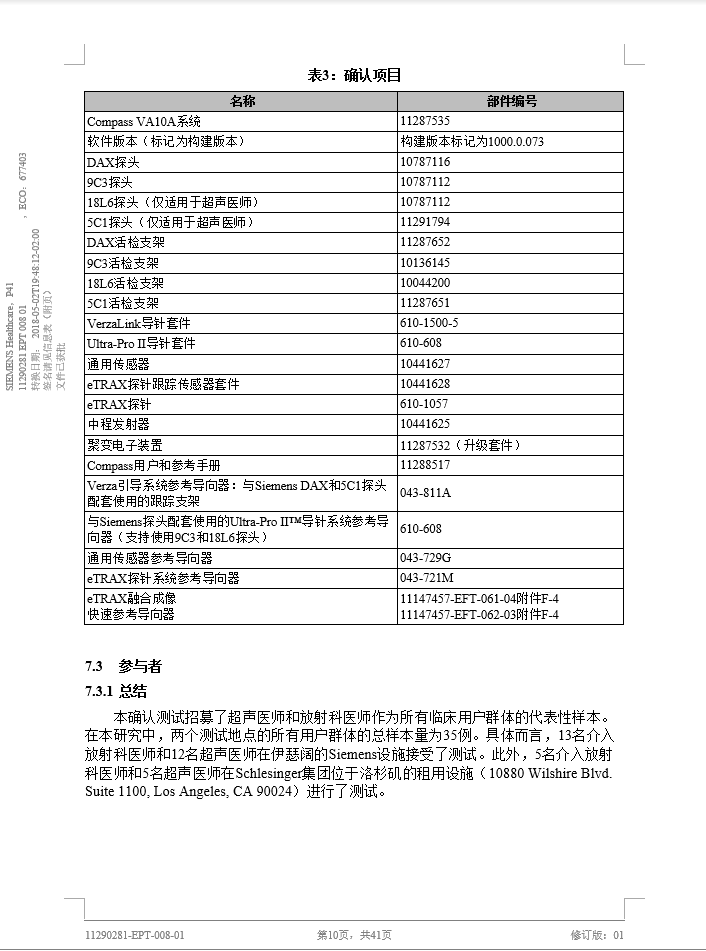 表3：确认项目
名称 部件编号
Compass VA10A系统 11287535
软件版本（标记为构建版本） 构建版本标记为1000.0.073
DAX探头 10787116
9C3探头 10787112
18L6探头（仅适用于超声医师） 10787112
5C1探头（仅适用于超声医师） 11291794
DAX活检支架 11287652
9C3活检支架 10136145
18L6活检支架 10044200
5C1活检支架 11287651
VerzaLink导针套件 610-1500-5
Ultra-Pro II导针套件 610-608
通用传感器 10441627
eTRAX探针跟踪传感器套件 10441628
eTRAX探针 610-1057
中程发射器 10441625
聚变电子装置 11287532（升级套件）
Compass用户和参考手册 11288517
Verza引导系统参考导向器：与Siemens DAX和5C1探头
配套使用的跟踪支架 043-811A
与Siemens探头配套使用的Ultra-Pro II™导针系统参考导
向器（支持使用9C3和18L6探头） 610-608
通用传感器参考导向器 043-729G
eTRAX探针系统参考导向器 043-721M
eTRAX融合成像 11147457-EFT-061-04附件F-4
快速参考导向器 11147457-EFT-062-03附件F-4
7.3 参与者
7.3.1 总结
本确认测试招募了超声医师和放射科医师作为所有临床用户群体的代表性样本。
在本研究中，两个测试地点的所有用户群体的总样本量为35例。具体而言，13名介入
放射科医师和12名超声医师在伊瑟阔的Siemens设施接受了测试。此外，5名介入放射
科医师和5名超声医师在Schlesinger集团位于洛杉矶的租用设施（10880 Wilshire Blvd.
Suite 1100, Los Angeles, CA 90024）进行了测试。
SIEMENS Healthcare，P41
11290281 EPT 008 01 ，ECO：677403
转换日期： 2018-05-02T19:48:12-02:00
签名请见信息表（附页）
文件已获批
11290281-EPT-008-01 第10页，共41页 修订版：01